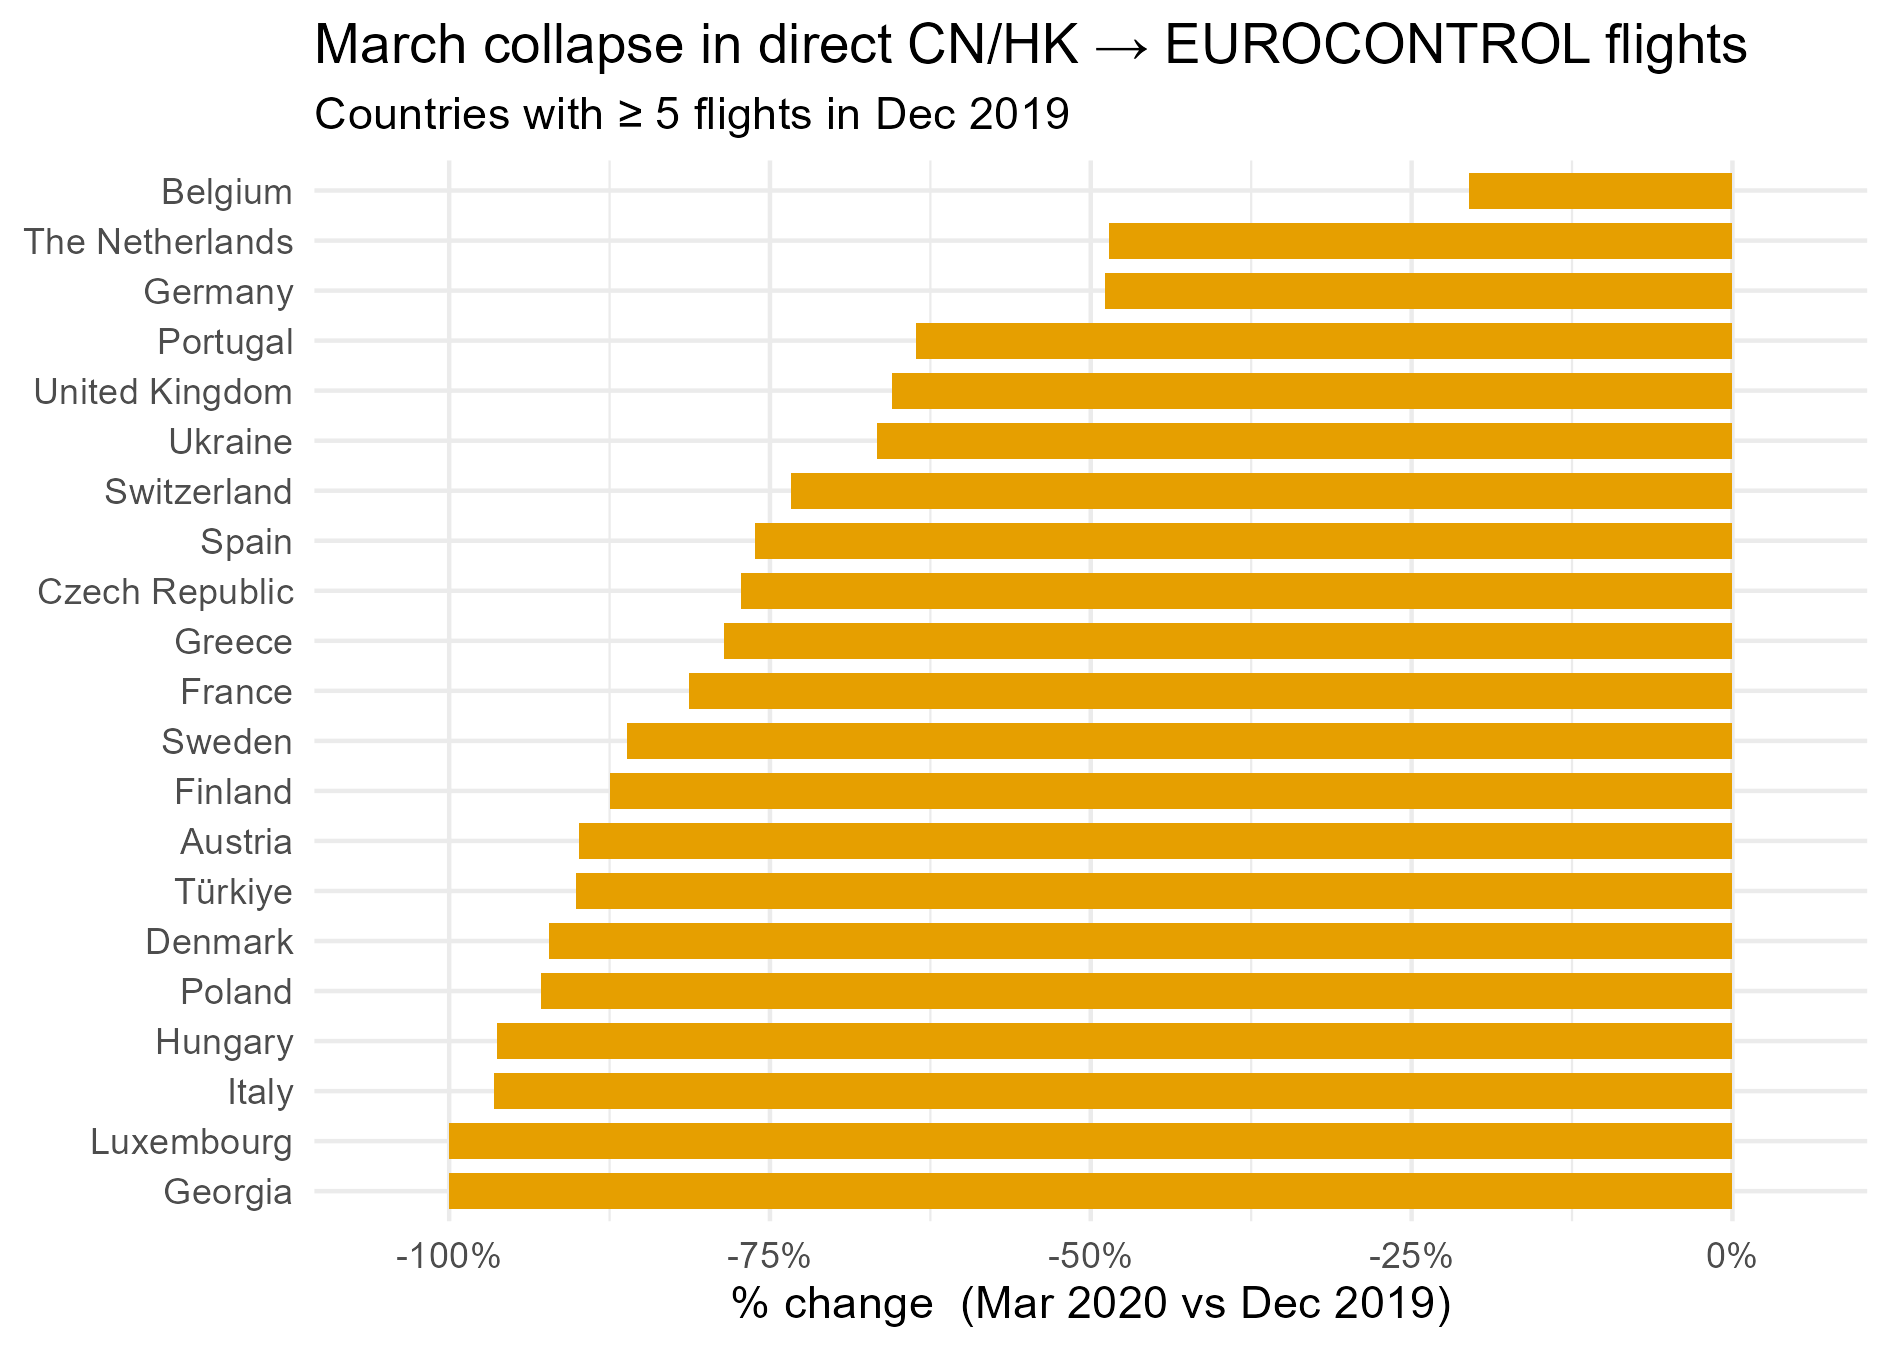 March collapse in direct CN/HK → EUROCONTROL flights
Countries with ≥ 5 flights in Dec 2019
Belgium
The Netherlands
Germany
Portugal
United Kingdom
Ukraine
Switzerland
Spain
Czech Republic
Greece
France
Sweden
Finland
Austria
Türkiye
Denmark
Poland
Hungary
Italy
Luxembourg
Georgia
-100% -75% -50% -25% 0%
% change  (Mar 2020 vs Dec 2019)